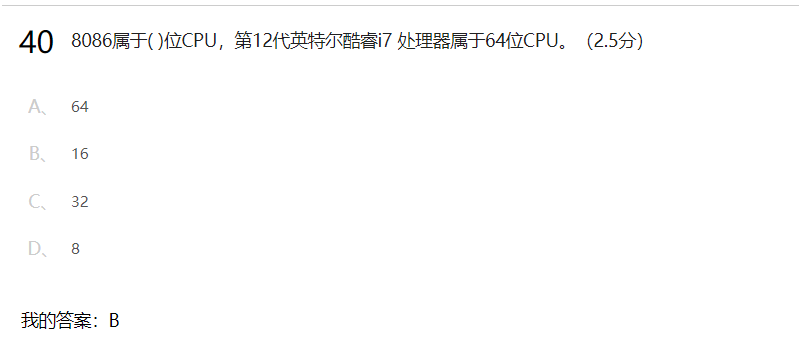 40 8086属于( )位CPU，第12代英特尔酷睿i7 处理器属于64位CPU。（2.5分）
A、 64
B、 16
C、 32
D、 8
我的答案：B